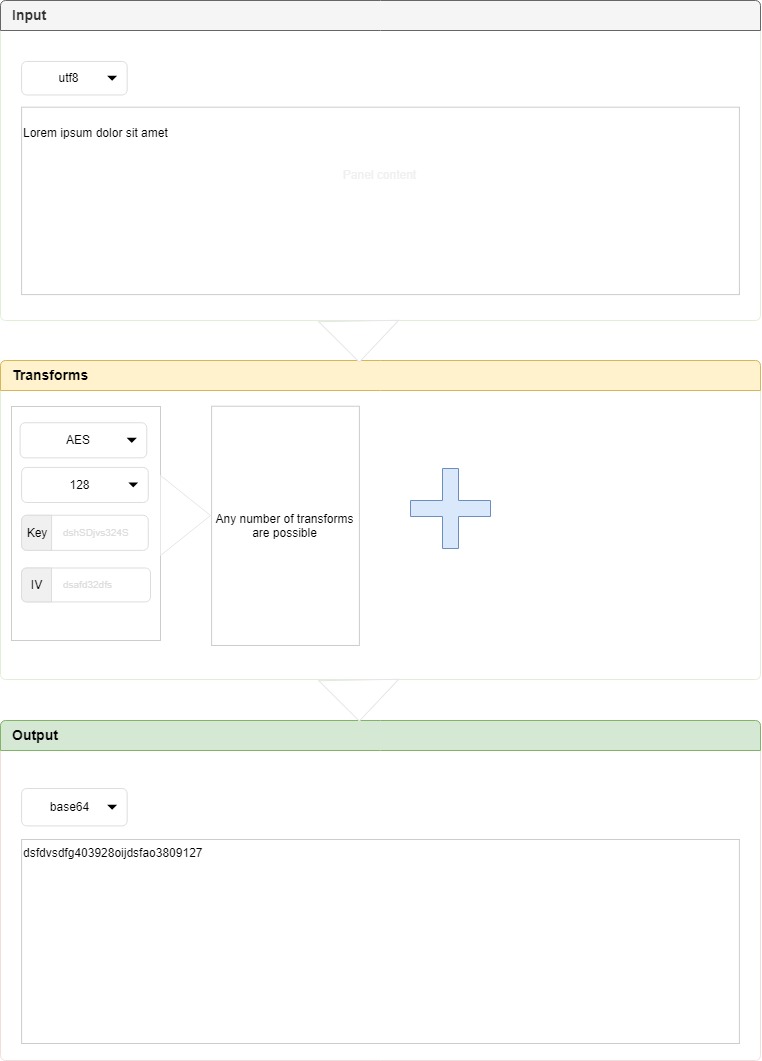 Input
utf8
Lorem ipsum dolor sit amet
Panel content
Transforms
AES
128
Key dshSDjvs324S
IV dsafd32dfs
Any number of transforms
are possible
Output
base64
dsfdvsdfg403928oijdsfao3809127